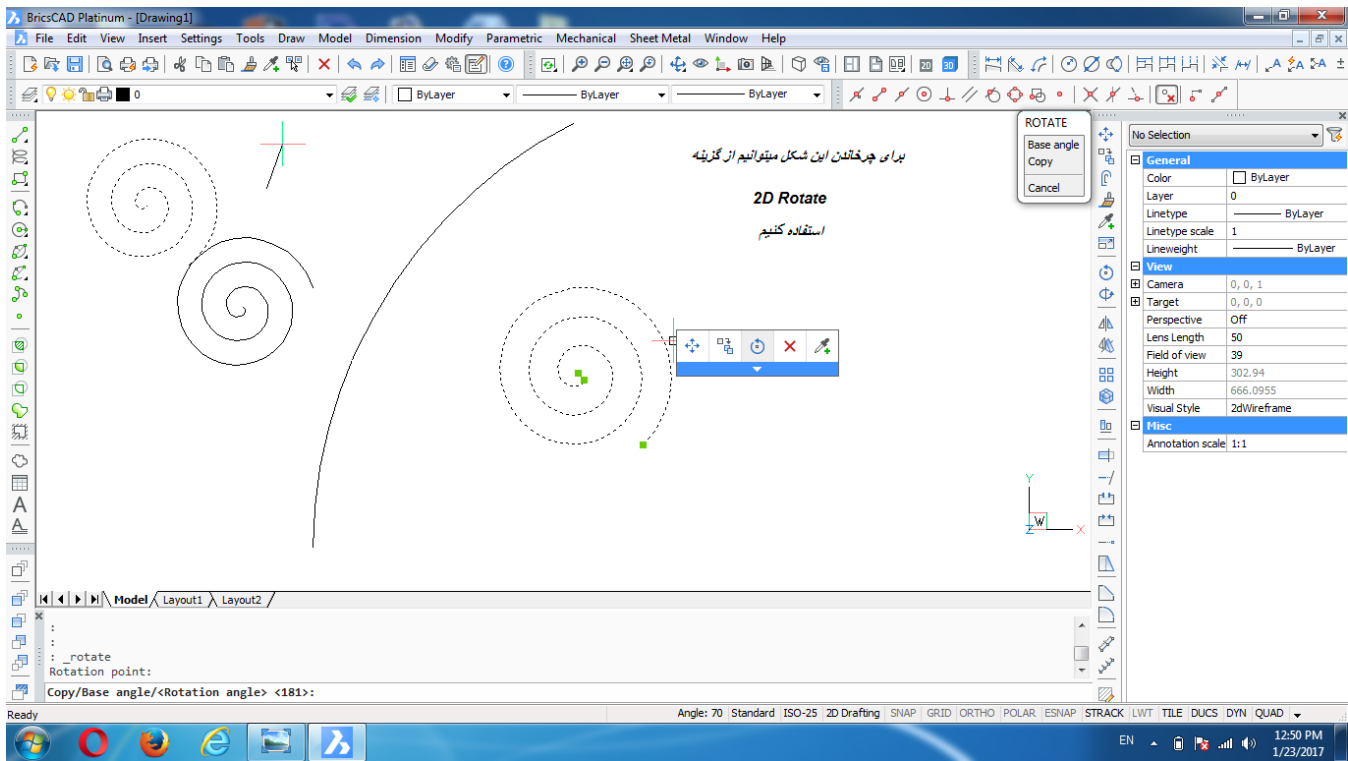 BricsCAD Platinum - [Drawing1]
File Edit View Insert Settings Tools Draw Model Dimension Modify Parametric Mechanical Sheet Metal Window Help
0 ByLayer ByLayer ByLayer
ROTATE
Base angle
Copy
Cancel
برای چرخاندن این شکل میتوانیم از گزینه
2D Rotate
استفاده کنیم
No Selection
General
Color ByLayer
Layer 0
Linetype ByLayer
Linetype scale 1
Lineweight ByLayer
View
Camera 0, 0, 1
Target 0, 0, 0
Perspective Off
Lens Length 50
Field of view 39
Height 302.94
Width 666.0955
Visual Style 2dWireframe
Misc
Annotation scale 1:1
Y
W
Z X
Model Layout1 Layout2
:
:
: _rotate
Rotation point:
Copy/Base angle/<Rotation angle> <181>:
Ready Angle: 70 Standard ISO-25 2D Drafting SNAP GRID ORTHO POLAR ESNAP STRACK LWT TILE DUCS DYN QUAD
EN 12:50 PM
1/23/2017